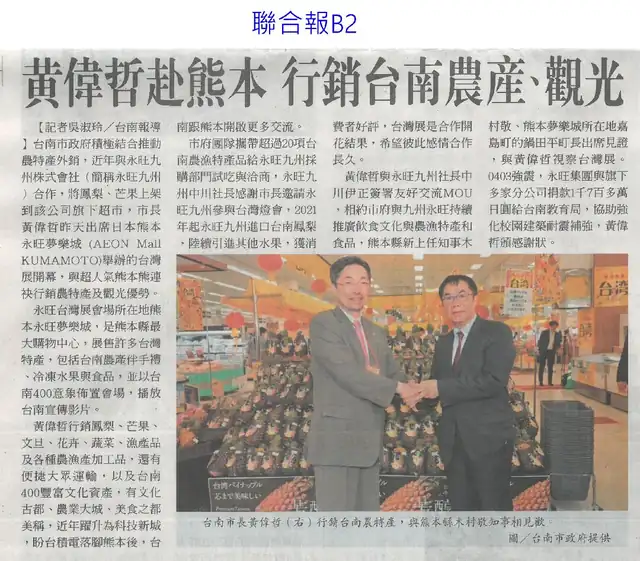 聯合報B2
黃偉哲赴熊本 行銷台南農產、觀光
【記者吳淑玲／台南報導
】台南市政府積極結合推動
農特產外銷，近年與永旺九
州株式會社（簡稱永旺九州
）合作，將鳳梨、芒果上架
到該公司旗下超市，市長
黃偉哲昨天出席日本熊本
永旺夢樂城（AEON Mall
KUMAMOTO)舉辦的台灣
展開幕，與超人氣熊本熊連
袂行銷農特產及觀光優勢。
永旺台灣展會場所在地熊
本永旺夢樂城，是熊本縣最
大購物中心，展售許多台灣
特產，包括台南農產伴手禮
、冷凍水果與食品，並以台
南400意象佈置會場，播放
台南宣傳影片。
黃偉哲行銷鳳梨、芒果、
文旦、花卉、蔬菜、漁產品
及各種農漁產加工品，還有
便捷大眾運輸，以及台南
400豐富文化資產，有文化
古都、農業大城、美食之都
美稱，近年躍升為科技新城
，盼台積電落腳熊本後，台
南跟熊本開啟更多交流。
市府團隊攜帶超過20項台
南農漁特產品給永旺九州採
購部門試吃與洽商，永旺九
州中川社長感謝市長邀請永
旺九州參與台灣燈會，2021
年起永旺九州進口台南鳳梨
，陸續引進其他水果，獲消
費者好評，台灣展是合作開
花結果，希望彼此感情合作
長久。
黃偉哲與永旺九州社長中
川伊正簽署友好交流MOU
，相約市府與九州永旺持續
推廣飲食文化與農漁特產和
食品，熊本縣新上任知事木
村敬、熊本夢樂城所在地嘉
島町的鍋田平町長出席見證
，與黃偉哲視察台灣展。
0403強震，永旺集團與旗下
多家分公司捐款1千7百多萬
日圓給台南教育局，協助強
化校園建築耐震補強，黃偉
哲頒感謝狀。
台湾
台湾パイナップル
芯まで美味しい
台南市長黃偉哲（右）行銷台南農特產，與熊本縣木村敬知事相見歡。
圖／台南市政府提供